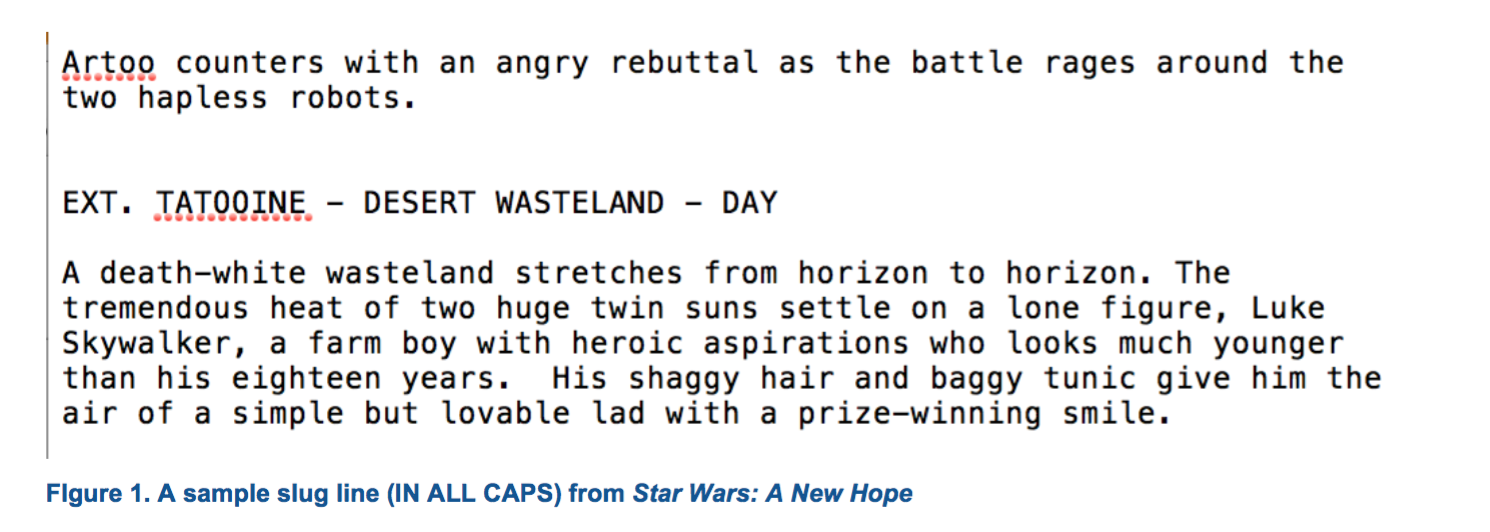 Artoo counters with an angry rebuttal as the battle rages around the
two hapless robots.
EXT. TATOOINE – DESERT WASTELAND – DAY
A death–white wasteland stretches from horizon to horizon. The
tremendous heat of two huge twin suns settle on a lone figure, Luke
Skywalker, a farm boy with heroic aspirations who looks much younger
than his eighteen years.  His shaggy hair and baggy tunic give him the
air of a simple but lovable lad with a prize–winning smile.
FIgure 1. A sample slug line (IN ALL CAPS) from Star Wars: A New Hope